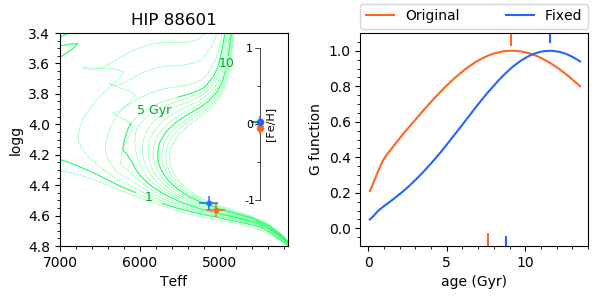 HIP 88601
Original Fixed
3.4
3.6
3.8
4.0
4.2
4.4
4.6
4.8
logg
7000 6000 5000
Teff
10
5 Gyr
1
1
0
-1
[Fe/H]
1.0
0.8
0.6
0.4
0.2
0.0
G function
0 5 10
age (Gyr)